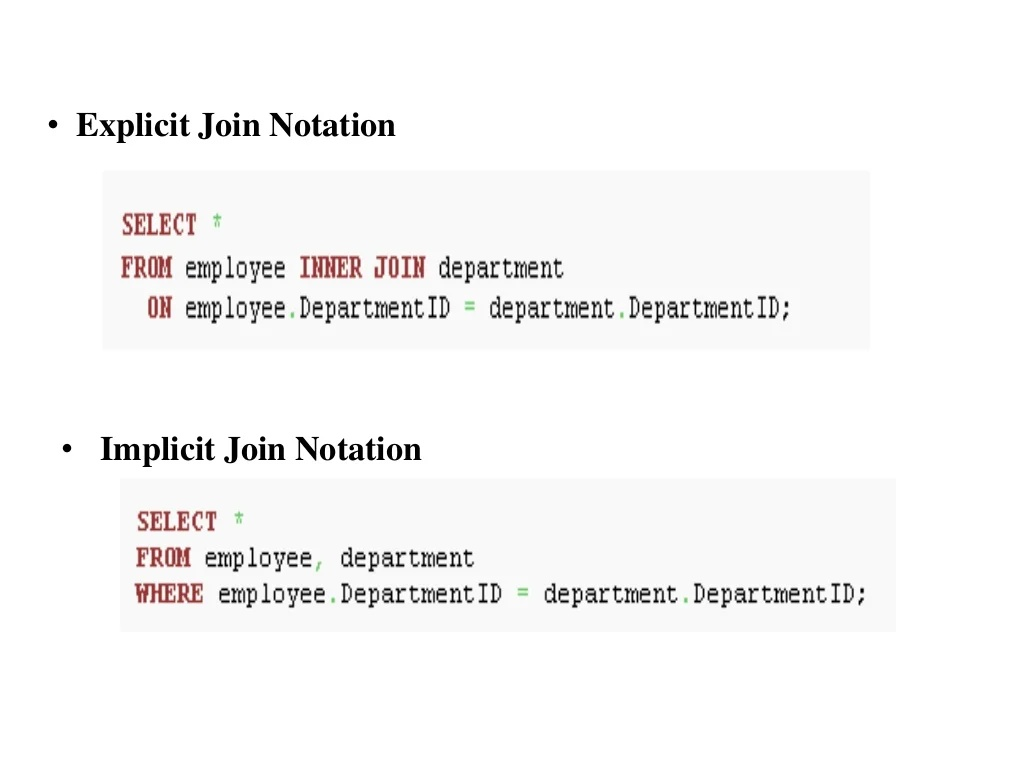 • Explicit Join Notation
SELECT *
FROM employee INNER JOIN department
ON employee.DepartmentID = department.DepartmentID;
• Implicit Join Notation
SELECT *
FROM employee, department
WHERE employee.DepartmentID = department.DepartmentID;